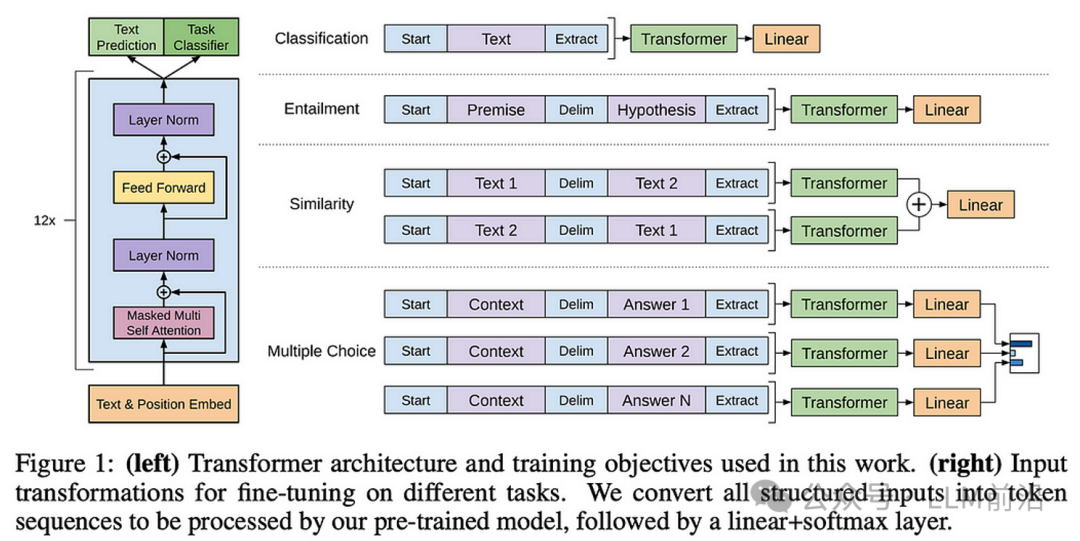 Text
Prediction
Task
Classifier
12x
Layer Norm
Feed Forward
Layer Norm
Masked Multi
Self Attention
Text & Position Embed
Classification
Start Text Extract Transformer Linear
Entailment
Start Premise Delim Hypothesis Extract Transformer Linear
Similarity
Start Text 1 Delim Text 2 Extract Transformer
Linear
Start Text 2 Delim Text 1 Extract Transformer
Multiple Choice
Start Context Delim Answer 1 Extract Transformer Linear
Start Context Delim Answer 2 Extract Transformer Linear
Start Context Delim Answer N Extract Transformer Linear
Figure 1: (left) Transformer architecture and training objectives used in this work. (right) Input
transformations for fine-tuning on different tasks. We convert all structured inputs into token
sequences to be processed by our pre-trained model, followed by a linear+softmax layer.
公众号 · LLM前沿